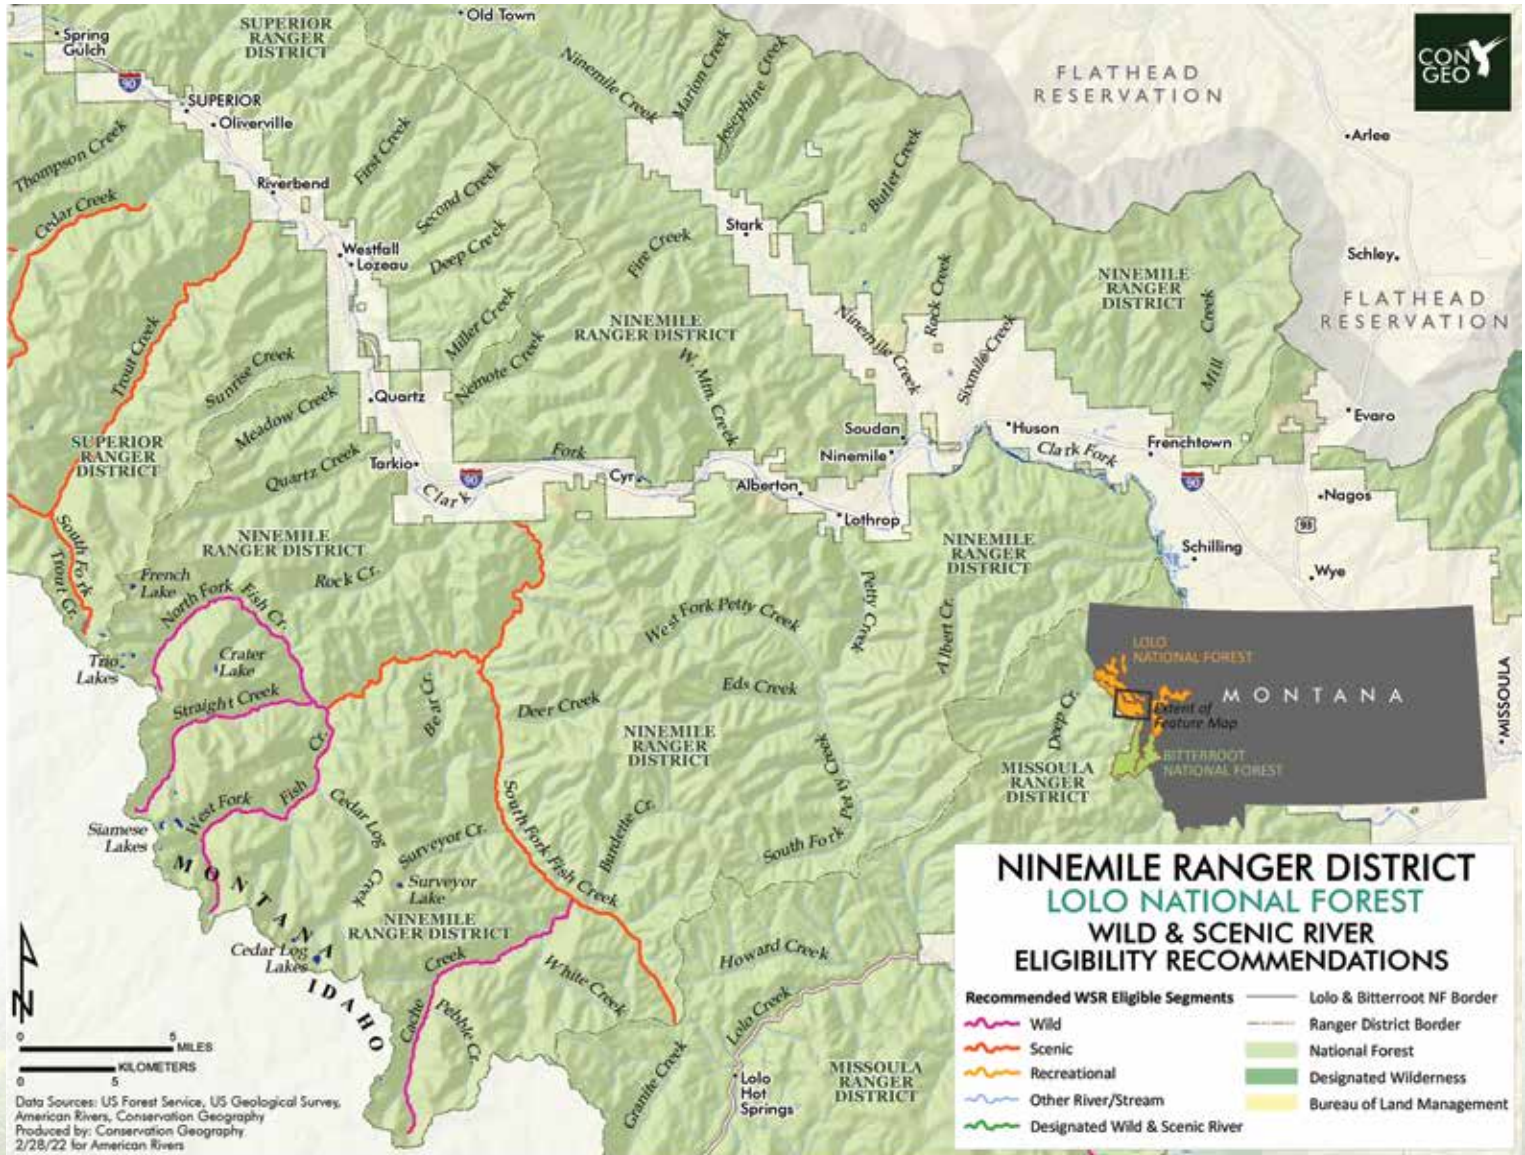 Old Town
SUPERIOR
RANGER
DISTRICT
Spring
Gulch
90
SUPERIOR
Oliverville
Thompson Creek
Cedar Creek
First Creek
Riverbend
Second Creek
Westfall
Lozeau
Deep Creek
Ninemile Creek
Marion Creek
Josephine Creek
Butler Creek
FLATHEAD
RESERVATION
CON
GEO
Arlee
Stark
Fire Creek
Schley
NINEMILE
RANGER
DISTRICT
FLATHEAD
RESERVATION
Trout Creek
Miller Creek
Nemote Creek
NINEMILE
RANGER DISTRICT
W. Mtn. Creek
Ninemile Creek
Rock Creek
Sixmile Creek
Mill Creek
Sunrise Creek
Meadow Creek
Quartz
Quartz Creek
Tarkio
SUPERIOR
RANGER
DISTRICT
90
Clark
Fork
Cyr
Alberton
Lothrop
Soudan
Ninemile
Huson
Clark Fork
Frenchtown
Evaro
90
Nagos
93
Schilling
Wye
South Fork
Trout Cr.
NINEMILE
RANGER DISTRICT
French
Lake
Rock Cr.
North Fork Fish Cr.
Crater
Lake
Trio
Lakes
Straight Creek
Bear Cr.
Deer Creek
West Fork Petty Creek
Petty Creek
Albert Cr.
NINEMILE
RANGER
DISTRICT
Eds Creek
NINEMILE
RANGER
DISTRICT
Deep Cr.
MISSOULA
RANGER
DISTRICT
LOLO
NATIONAL FOREST
MONTANA
Extent of
Feature Map
BITTERROOT
NATIONAL FOREST
MISSOULA
West Fork Fish Cr.
Siamese
Lakes
Cedar Log
Creek
Surveyor Cr.
Surveyor
Lake
South Fork Fish Creek
Burdette Cr.
South Fork Petty Creek
MONTANA
IDAHO
Cedar Log
Lakes
NINEMILE
RANGER DISTRICT
Cache Creek
Pebble Cr.
White Creek
Howard Creek
Lolo Creek
Granite Creek
Lolo
Hot
Springs
MISSOULA
RANGER
DISTRICT
N
0 5
MILES
KILOMETERS
0 5
Data Sources: US Forest Service, US Geological Survey,
American Rivers, Conservation Geography
Produced by: Conservation Geography
2/28/22 for American Rivers
NINEMILE RANGER DISTRICT
LOLO NATIONAL FOREST
WILD & SCENIC RIVER
ELIGIBILITY RECOMMENDATIONS
Recommended WSR Eligible Segments
Wild
Scenic
Recreational
Other River/Stream
Designated Wild & Scenic River
Lolo & Bitterroot NF Border
Ranger District Border
National Forest
Designated Wilderness
Bureau of Land Management